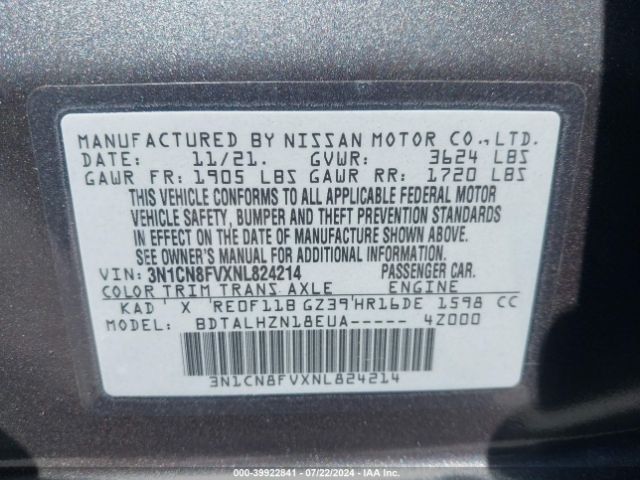 MANUFACTURED BY NISSAN MOTOR CO.,LTD.
DATE: 11/21. GVWR: 3624 LBS
GAWR FR: 1905 LBS GAWR RR: 1720 LBS
THIS VEHICLE CONFORMS TO ALL APPLICABLE FEDERAL MOTOR
VEHICLE SAFETY, BUMPER AND THEFT PREVENTION STANDARDS
IN EFFECT ON THE DATE OF MANUFACTURE SHOWN ABOVE.
SEE OWNER'S MANUAL FOR ADDITIONAL INFORMATION.
VIN: 3N1CN8FVXNL824214 PASSENGER CAR.
COLOR TRIM TRANS AXLE ENGINE
KAD X RE0F11B GZ39 HR16DE 1598 CC
MODEL: BDTALHZN18EUA----- 4Z000
3N1CN8FVXNL824214
000-39922841 - 07/22/2024 - IAA Inc.